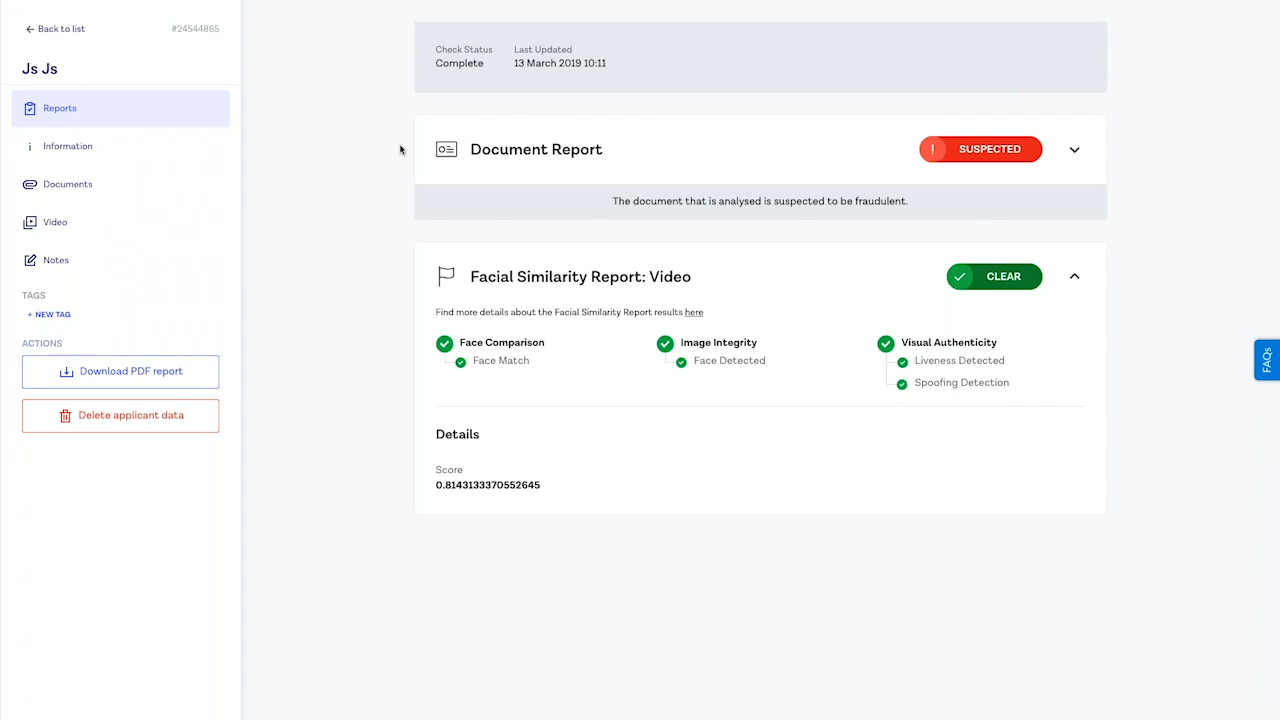 Back to list
#24544865
Js Js
Reports
Information
Documents
Video
Notes
TAGS
+ NEW TAG
ACTIONS
Download PDF report
Delete applicant data
Check Status
Last Updated
Complete
13 March 2019 10:11
Document Report
! SUSPECTED
The document that is analysed is suspected to be fraudulent.
Facial Similarity Report: Video
CLEAR
Find more details about the Facial Similarity Report results here
Face Comparison
Face Match
Image Integrity
Face Detected
Visual Authenticity
Liveness Detected
Spoofing Detection
Details
Score
0.8143133370552645
FAQs